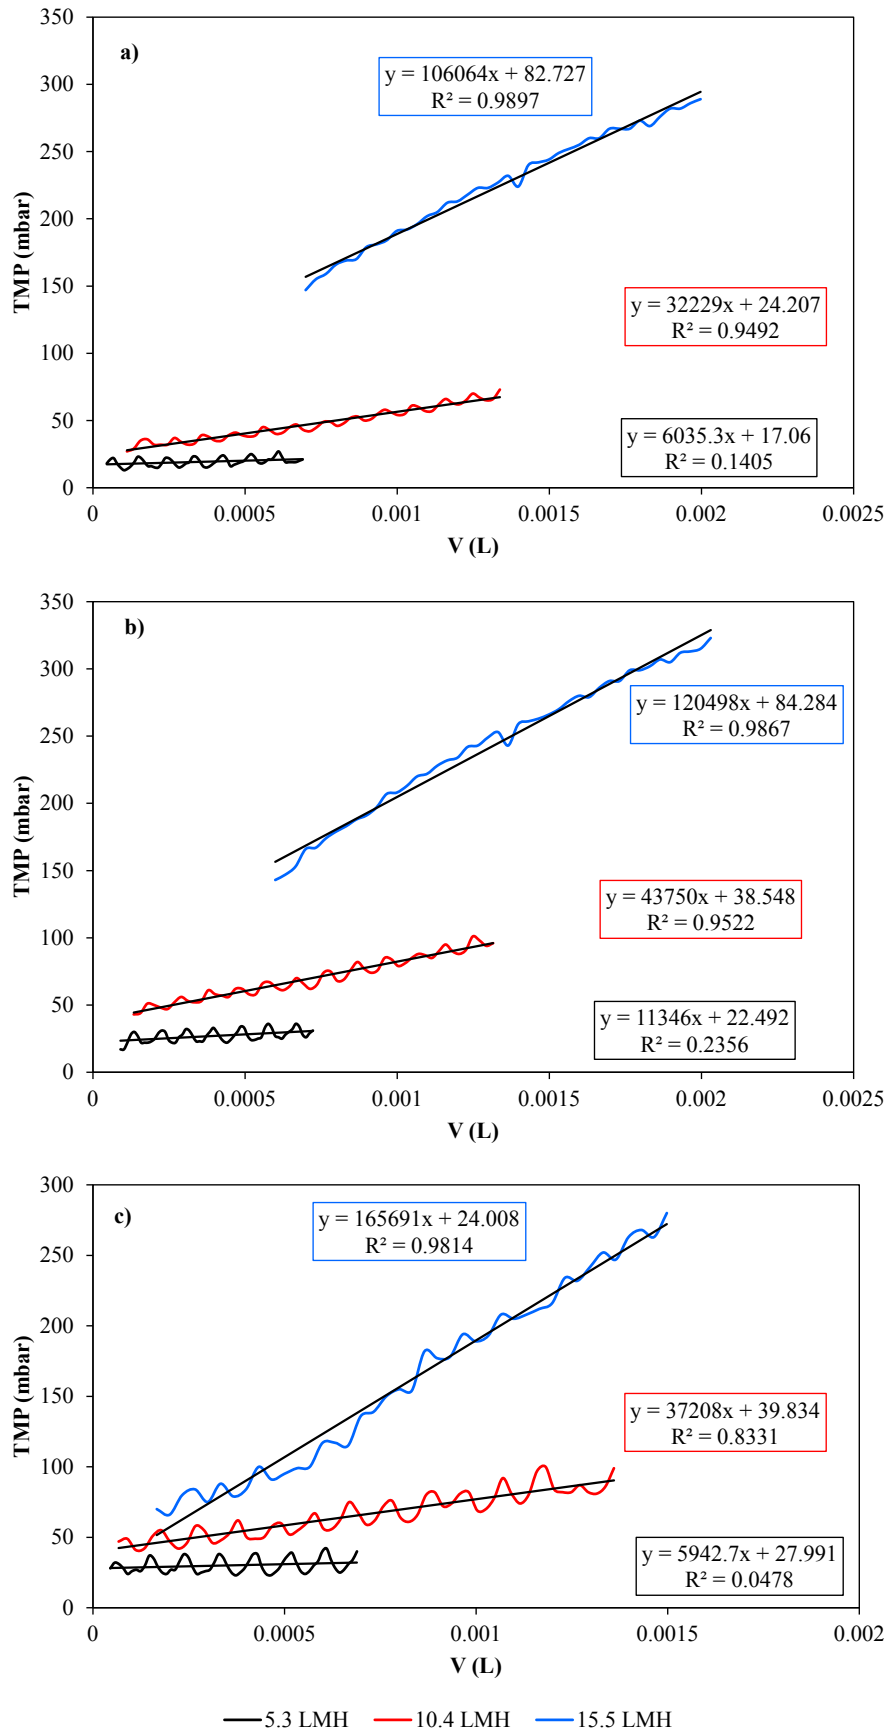 a)
y = 106064x + 82.727
R² = 0.9897
y = 32229x + 24.207
R² = 0.9492
y = 6035.3x + 17.06
R² = 0.1405
TMP (mbar)
350
300
250
200
150
100
50
0
0 0.0005 0.001 0.0015 0.002 0.0025
V (L)
b)
y = 120498x + 84.284
R² = 0.9867
y = 43750x + 38.548
R² = 0.9522
y = 11346x + 22.492
R² = 0.2356
TMP (mbar)
350
300
250
200
150
100
50
0
0 0.0005 0.001 0.0015 0.002 0.0025
V (L)
c)
y = 165691x + 24.008
R² = 0.9814
y = 37208x + 39.834
R² = 0.8331
y = 5942.7x + 27.991
R² = 0.0478
TMP (mbar)
300
250
200
150
100
50
0
0 0.0005 0.001 0.0015 0.002
V (L)
5.3 LMH 10.4 LMH 15.5 LMH